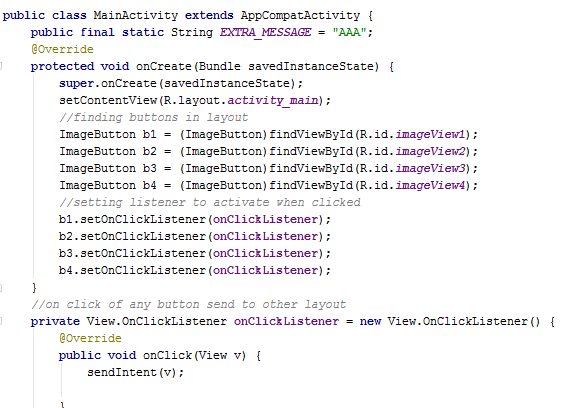 public class MainActivity extends AppCompatActivity {
public final static String EXTRA_MESSAGE = "AAA";
@Override
protected void onCreate(Bundle savedInstanceState) {
super.onCreate(savedInstanceState);
setContentView(R.layout.activity_main);
//finding buttons in layout
ImageButton b1 = (ImageButton)findViewById(R.id.imageView1);
ImageButton b2 = (ImageButton)findViewById(R.id.imageView2);
ImageButton b3 = (ImageButton)findViewById(R.id.imageView3);
ImageButton b4 = (ImageButton)findViewById(R.id.imageView4);
//setting listener to activate when clicked
b1.setOnClickListener(onClickListener);
b2.setOnClickListener(onClickListener);
b3.setOnClickListener(onClickListener);
b4.setOnClickListener(onClickListener);
}
//on click of any button send to other layout
private View.OnClickListener onClickListener = new View.OnClickListener() {
@Override
public void onClick(View v) {
sendIntent(v);
}